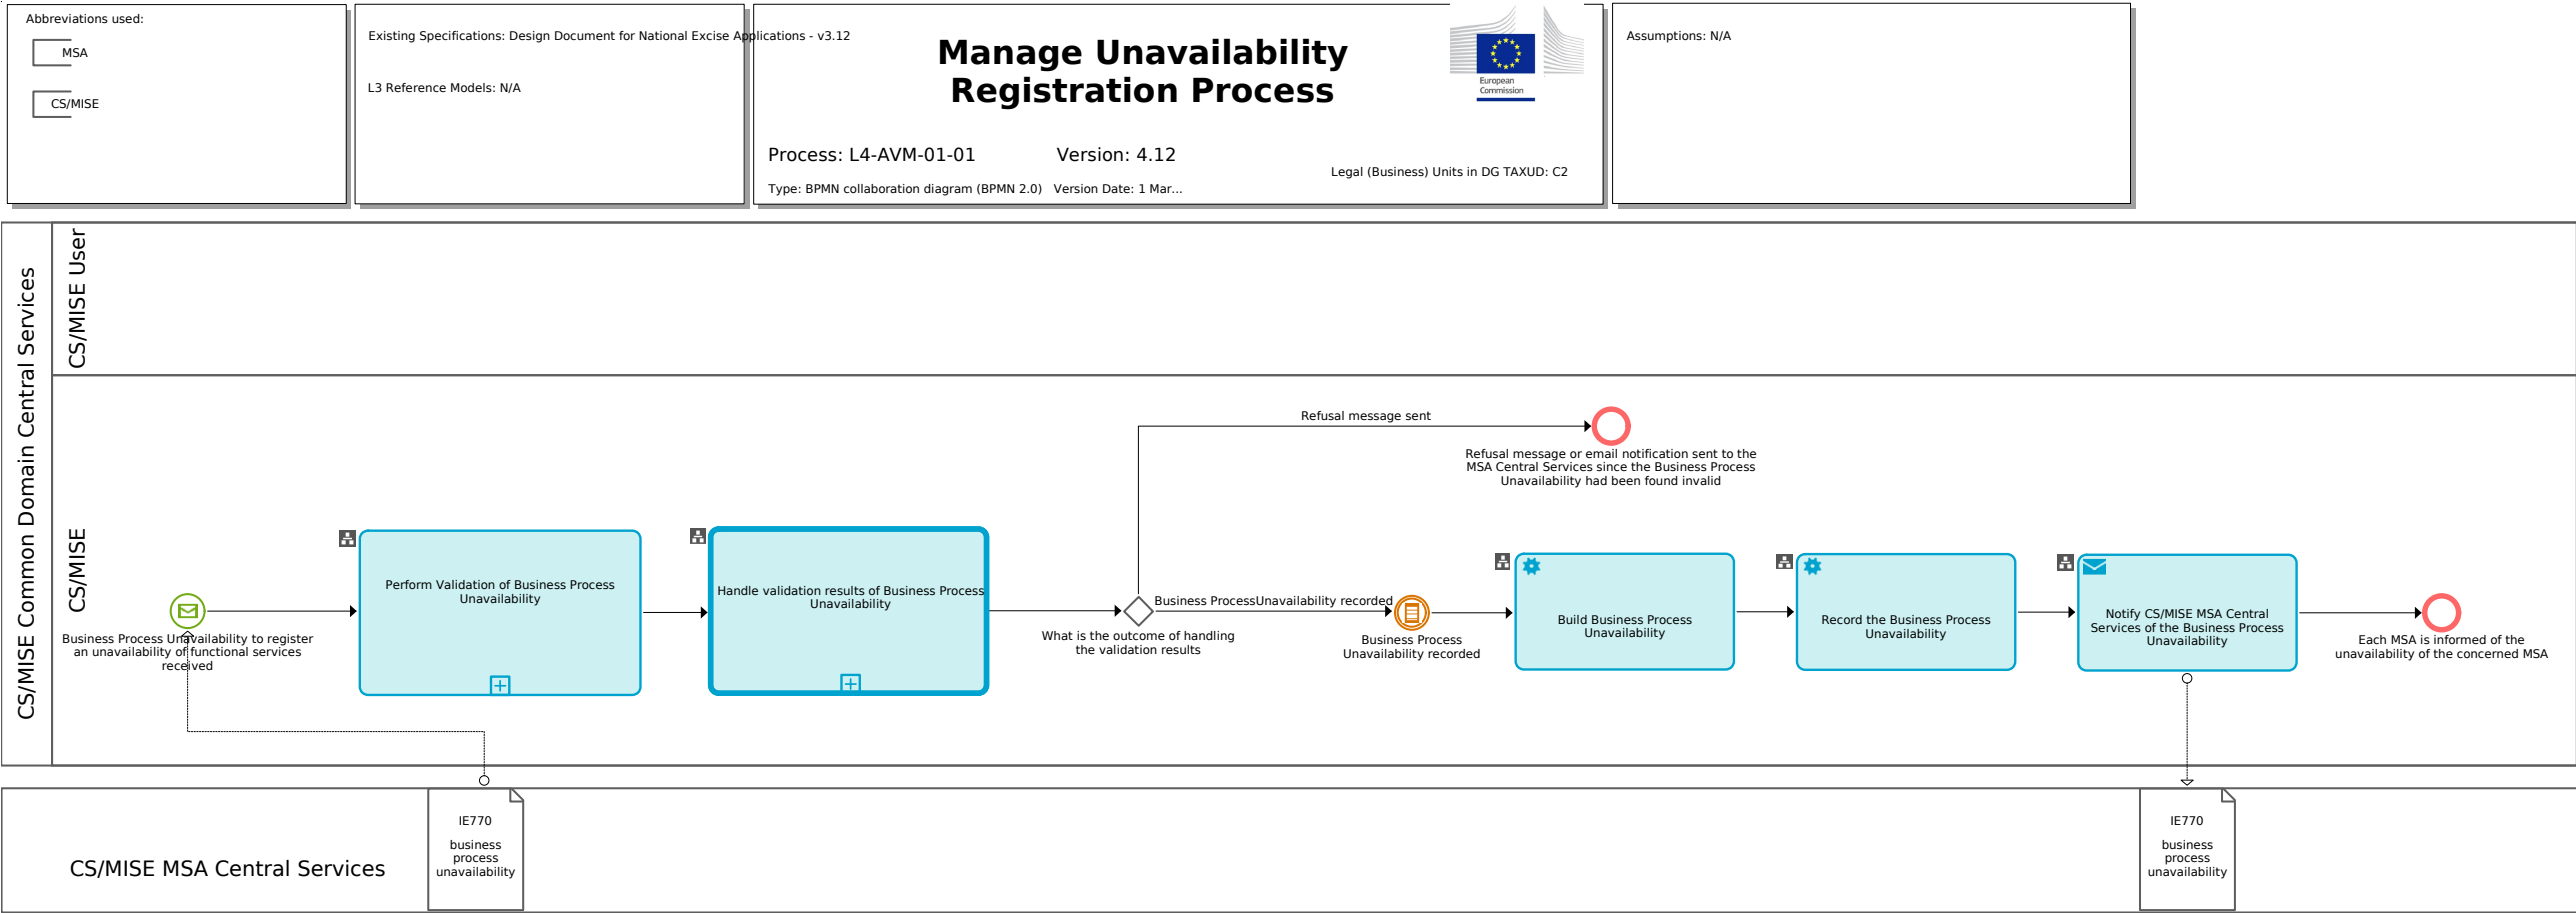 Abbreviations used:
MSA
CS/MISE
Existing Specifications: Design Document for National Excise Applications - v3.12
L3 Reference Models: N/A
Manage Unavailability
Registration Process
European
Commission
Process: L4-AVM-01-01
Version: 4.12
Legal (Business) Units in DG TAXUD: C2
Type: BPMN collaboration diagram (BPMN 2.0)
Version Date: 1 Mar...
Assumptions: N/A
CS/MISE Common Domain Central Services
CS/MISE User
CS/MISE
Business Process Unavailability to register
an unavailability of functional services
received
Perform Validation of Business Process
Unavailability
Handle validation results of Business Process
Unavailability
What is the outcome of handling
the validation results
Refusal message sent
Refusal message or email notification sent to the
MSA Central Services since the Business Process
Unavailability had been found invalid
Business ProcessUnavailability recorded
Business Process
Unavailability recorded
Build Business Process
Unavailability
Record the Business Process
Unavailability
Notify CS/MISE MSA Central
Services of the Business Process
Unavailability
Each MSA is informed of the
unavailability of the concerned MSA
CS/MISE MSA Central Services
IE770
business
process
unavailability
IE770
business
process
unavailability